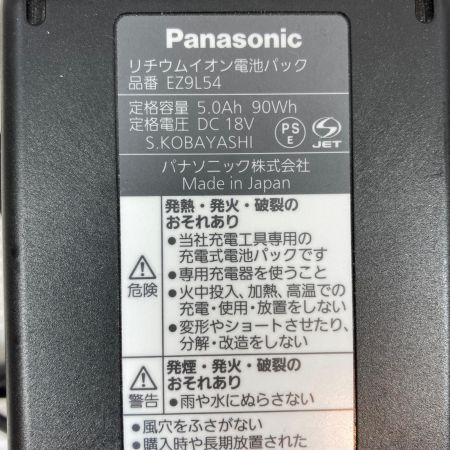 Panasonic
リチウムイオン電池パック
品番 EZ9L54
定格容量 5.0Ah 90Wh
定格電圧 DC 18V
S.KOBAYASHI
PS
E
JET
パナソニック株式会社
Made in Japan
危険
発熱・発火・破裂の
おそれあり
●当社充電工具専用の
充電式電池パックです
●専用充電器を使うこと
●火中投入、加熱、高温での
充電・使用・放置をしない
●変形やショートさせたり、
分解・改造をしない
警告
発煙・発火・破裂の
おそれあり
●雨や水にぬらさない
●風穴をふさがない
●購入時や長期放置された